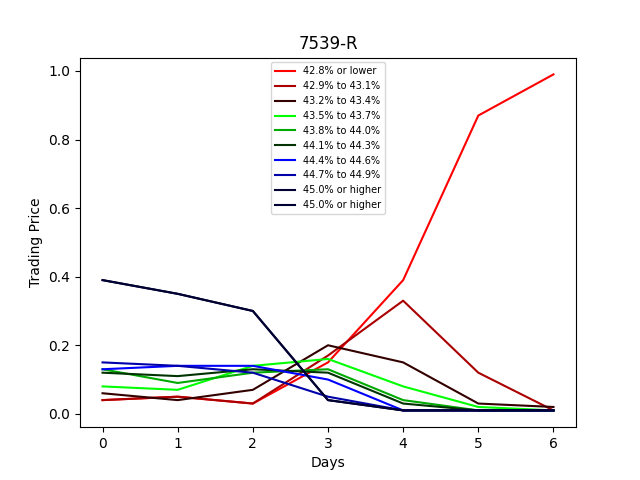 7539-R
1.0
0.8
0.6
0.4
0.2
0.0
Trading Price
42.8% or lower
42.9% to 43.1%
43.2% to 43.4%
43.5% to 43.7%
43.8% to 44.0%
44.1% to 44.3%
44.4% to 44.6%
44.7% to 44.9%
45.0% or higher
45.0% or higher
0 1 2 3 4 5 6
Days